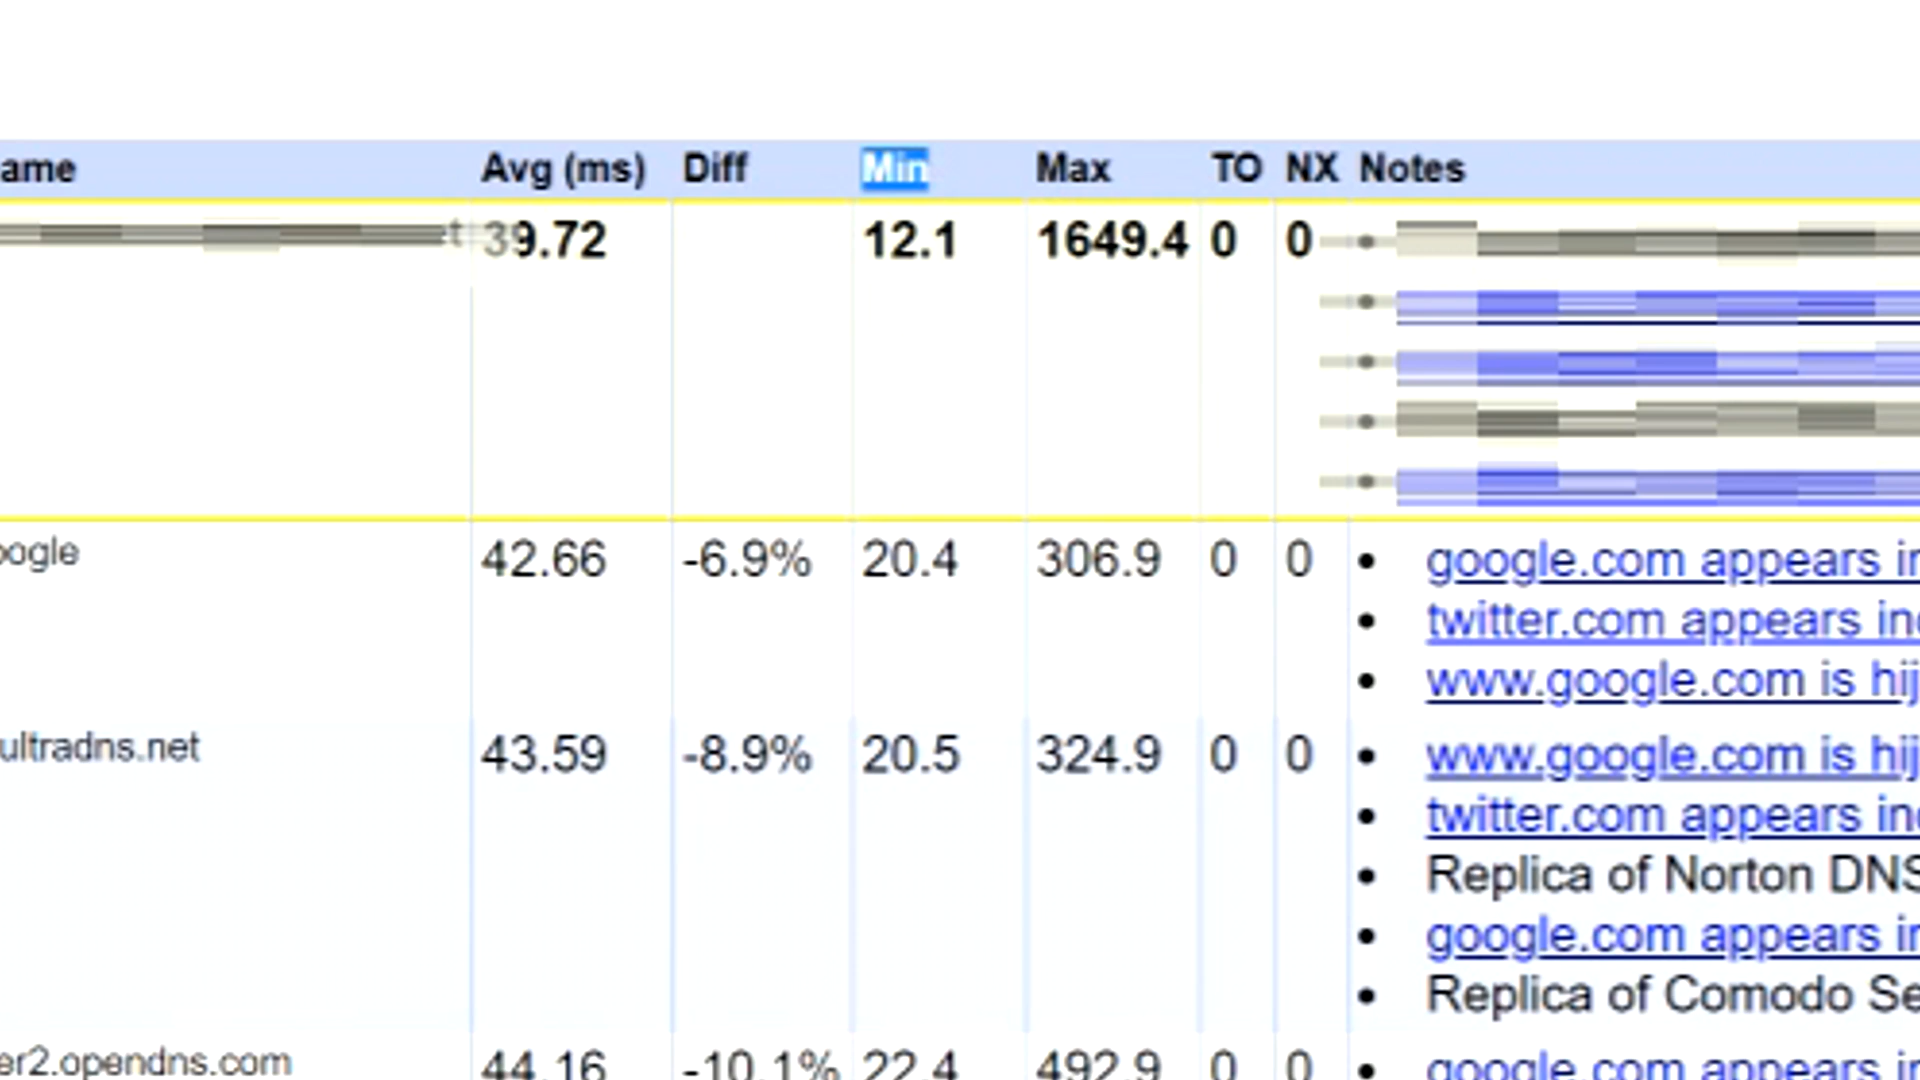 ame Avg (ms) Diff Min Max TO NX Notes
t 39.72 12.1 1649.4 0 0
oogle 42.66 -6.9% 20.4 306.9 0 0 • google.com appears in
• twitter.com appears inc
• www.google.com is hij
ultradns.net 43.59 -8.9% 20.5 324.9 0 0 • www.google.com is hij
• twitter.com appears inc
• Replica of Norton DNS
• google.com appears in
• Replica of Comodo Se
er2.opendns.com 44.16 -10.1% 22.4 492.9 0 0 • google.com appears in